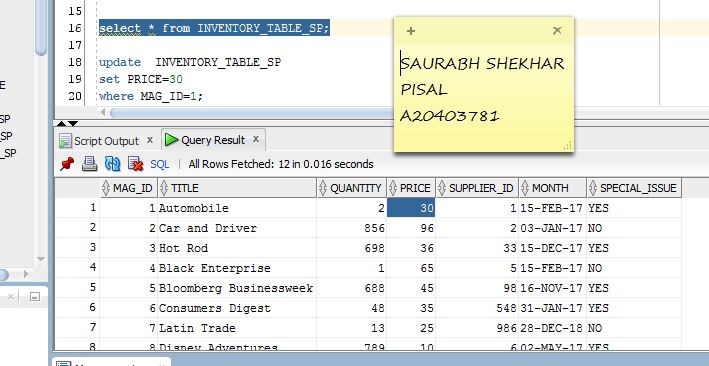 15
16 select * from INVENTORY_TABLE_SP;
17
18 update INVENTORY_TABLE_SP
19 set PRICE=30
20 where MAG_ID=1;
SAURABH SHEKHAR
PISAL
A20403781
E
SP
_SP
_SP
Script Output x Query Result x
SQL | All Rows Fetched: 12 in 0.016 seconds
MAG_ID TITLE QUANTITY PRICE SUPPLIER_ID MONTH SPECIAL_ISSUE
1 1 Automobile 2 30 1 15-FEB-17 YES
2 2 Car and Driver 856 96 2 03-JAN-17 NO
3 3 Hot Rod 698 36 33 15-DEC-17 YES
4 4 Black Enterprise 1 65 5 15-FEB-17 NO
5 5 Bloomberg Businessweek 688 45 98 16-NOV-17 YES
6 6 Consumers Digest 48 35 548 31-JAN-17 YES
7 7 Latin Trade 13 25 986 28-DEC-18 NO
8 8 Disney Adventures 789 10 6 02-MAY-17 YES